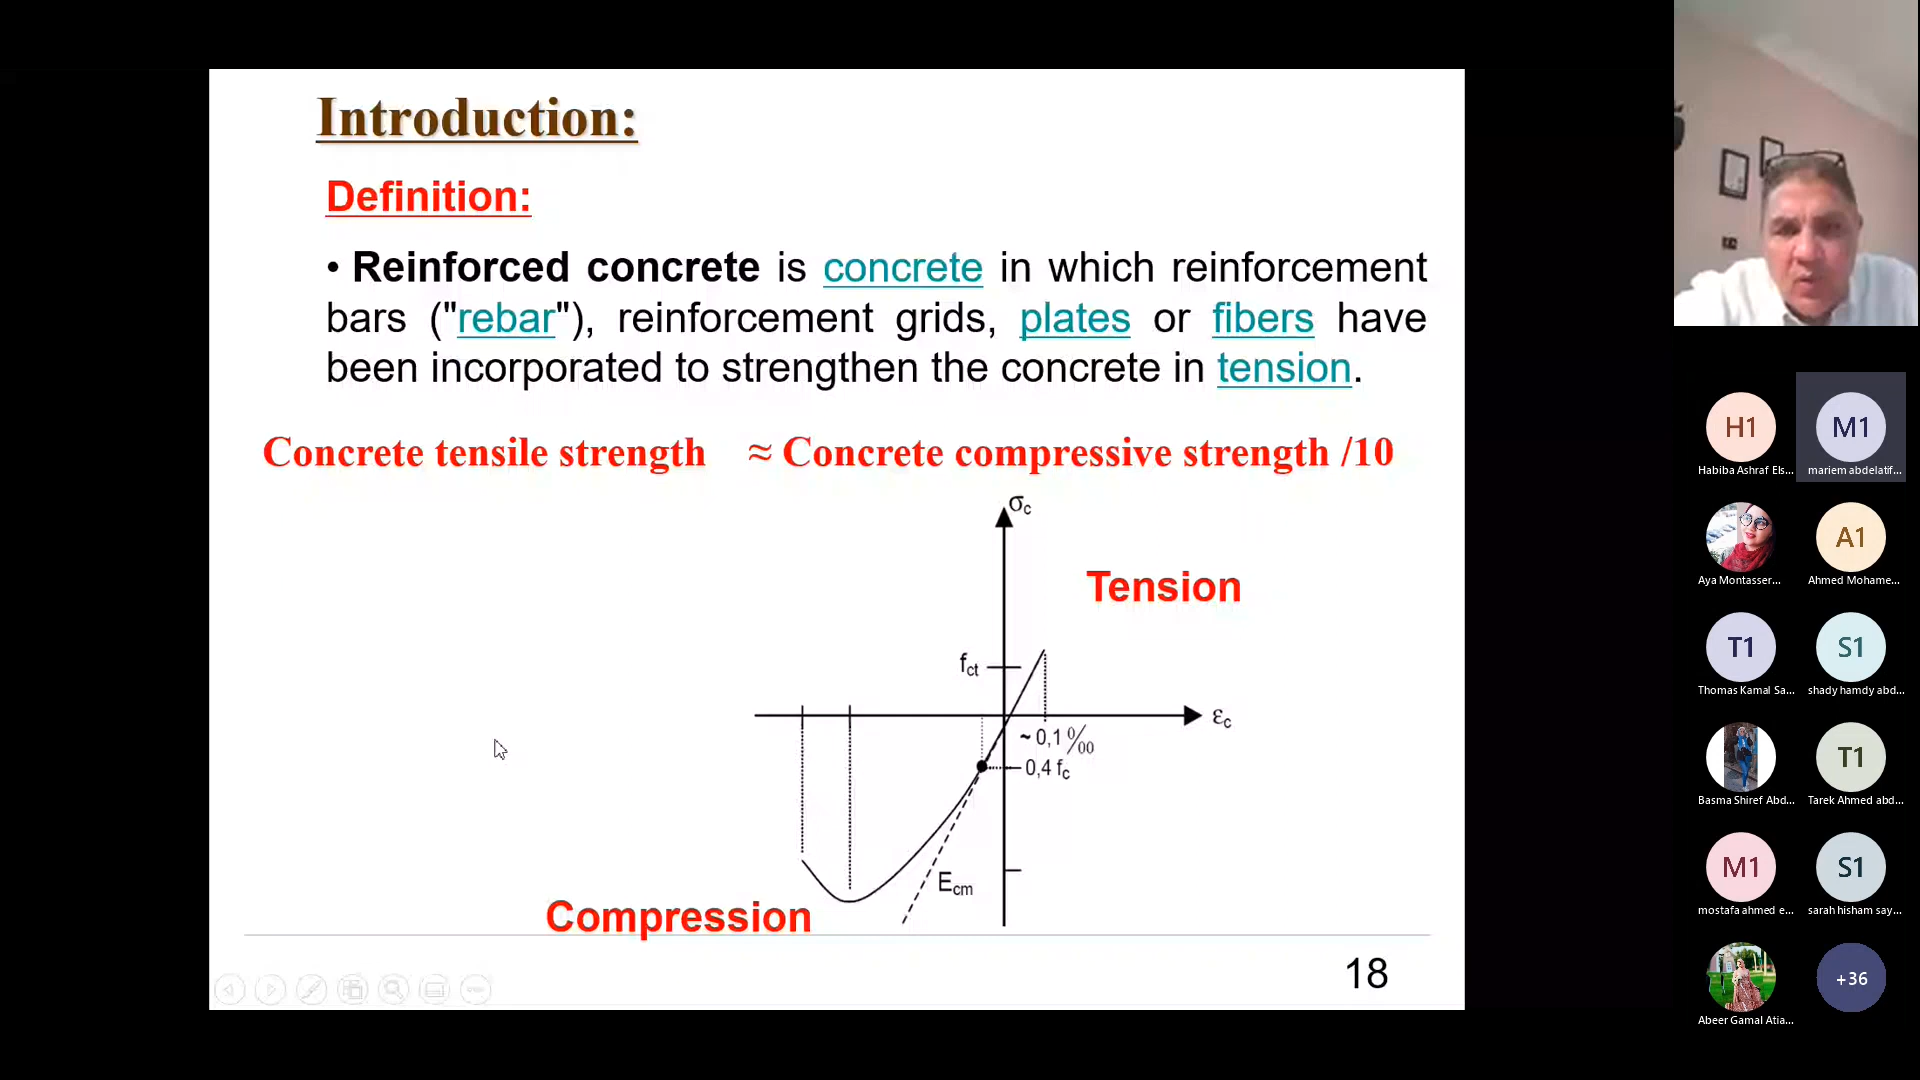 Introduction:
Definition:
• Reinforced concrete is concrete in which reinforcement
bars ("rebar"), reinforcement grids, plates or fibers have
been incorporated to strengthen the concrete in tension.
Concrete tensile strength ≈ Concrete compressive strength /10
σc
Tension
fct
εc
~ 0,1 ‰
0,4 fc
Ecm
Compression
18
H1
Habiba Ashraf Els...
M1
mariem abdelatif...
Aya Montasser...
A1
Ahmed Mohame...
T1
Thomas Kamal Sa...
S1
shady hamdy abd...
Basma Shiref Abd...
T1
Tarek Ahmed abd...
M1
mostafa ahmed e...
S1
sarah hisham say...
Abeer Gamal Atia...
+36